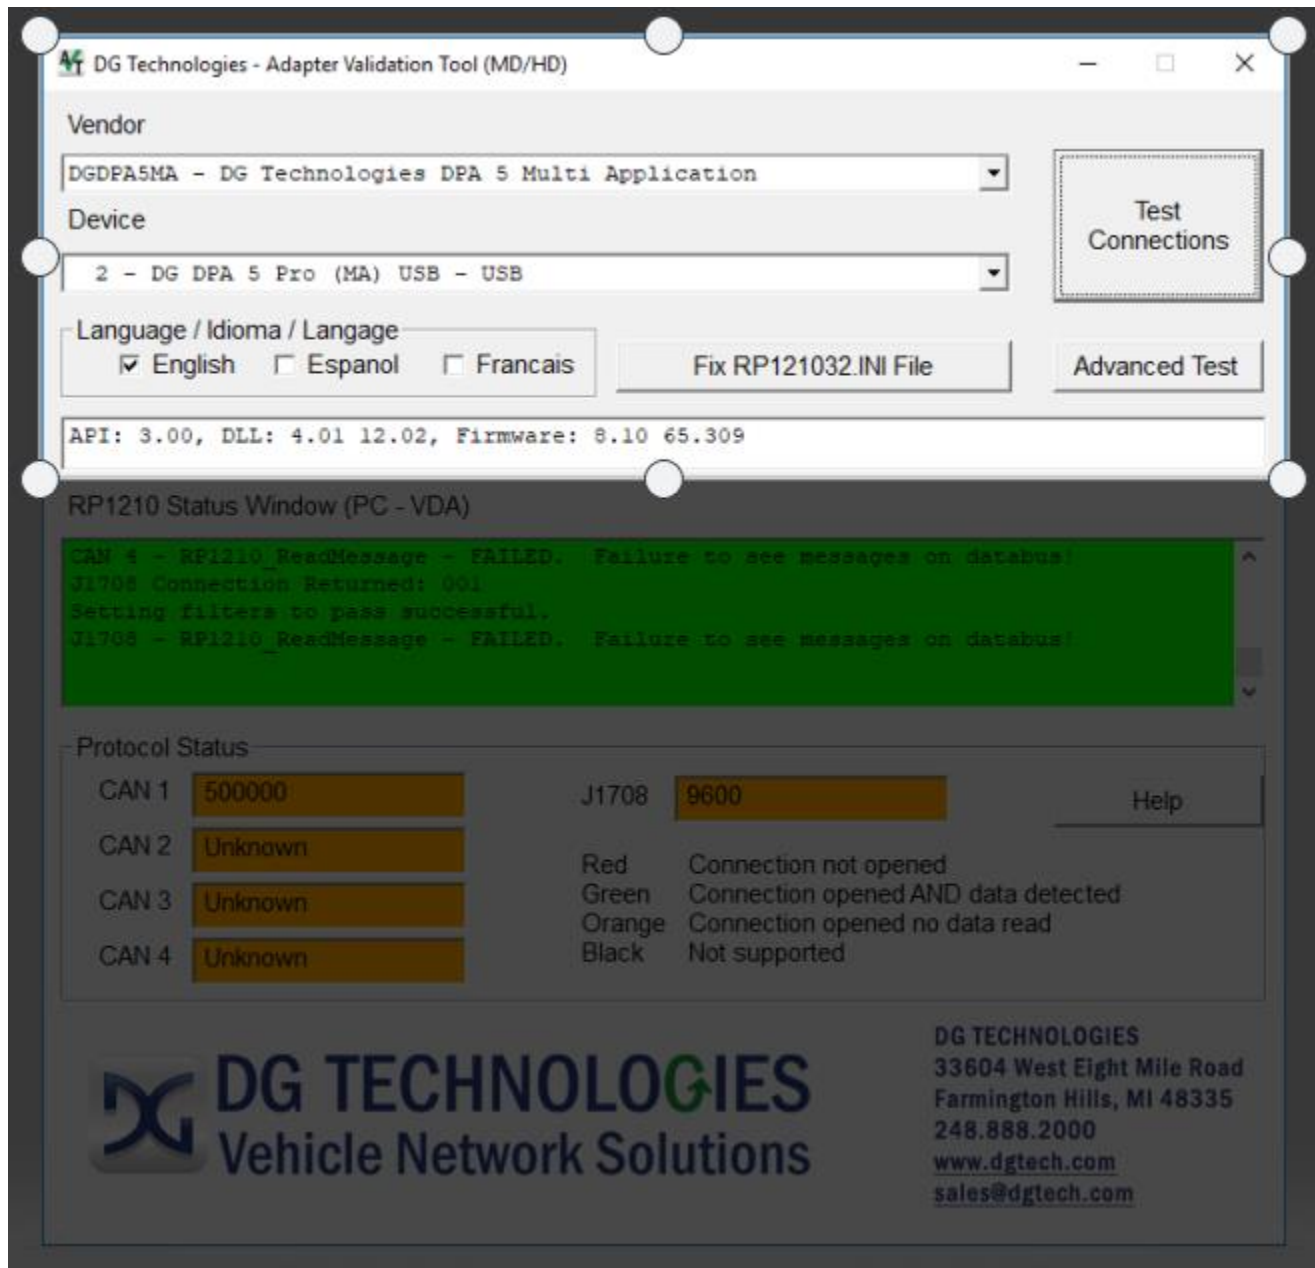 DG Technologies - Adapter Validation Tool (MD/HD)
Vendor
DGDPA5MA - DG Technologies DPA 5 Multi Application
Device
2 - DG DPA 5 Pro (MA) USB - USB
Test
Connections
Language / Idioma / Langage
English Espanol Francais
Fix RP121032.INI File
Advanced Test
API: 3.00, DLL: 4.01 12.02, Firmware: 8.10 65.309
RP1210 Status Window (PC - VDA)
CAN 4 - RP1210_ReadMessage - FAILED. Failure to see messages on databus!
J1708 Connection Returned: 001
Setting filters to pass successful.
J1708 - RP1210_ReadMessage - FAILED. Failure to see messages on databus!
Protocol Status
CAN 1 500000
CAN 2 Unknown
CAN 3 Unknown
CAN 4 Unknown
J1708 9600
Help
Red Connection not opened
Green Connection opened AND data detected
Orange Connection opened no data read
Black Not supported
DG TECHNOLOGIES
Vehicle Network Solutions
DG TECHNOLOGIES
33604 West Eight Mile Road
Farmington Hills, MI 48335
248.888.2000
www.dgtech.com
sales@dgtech.com